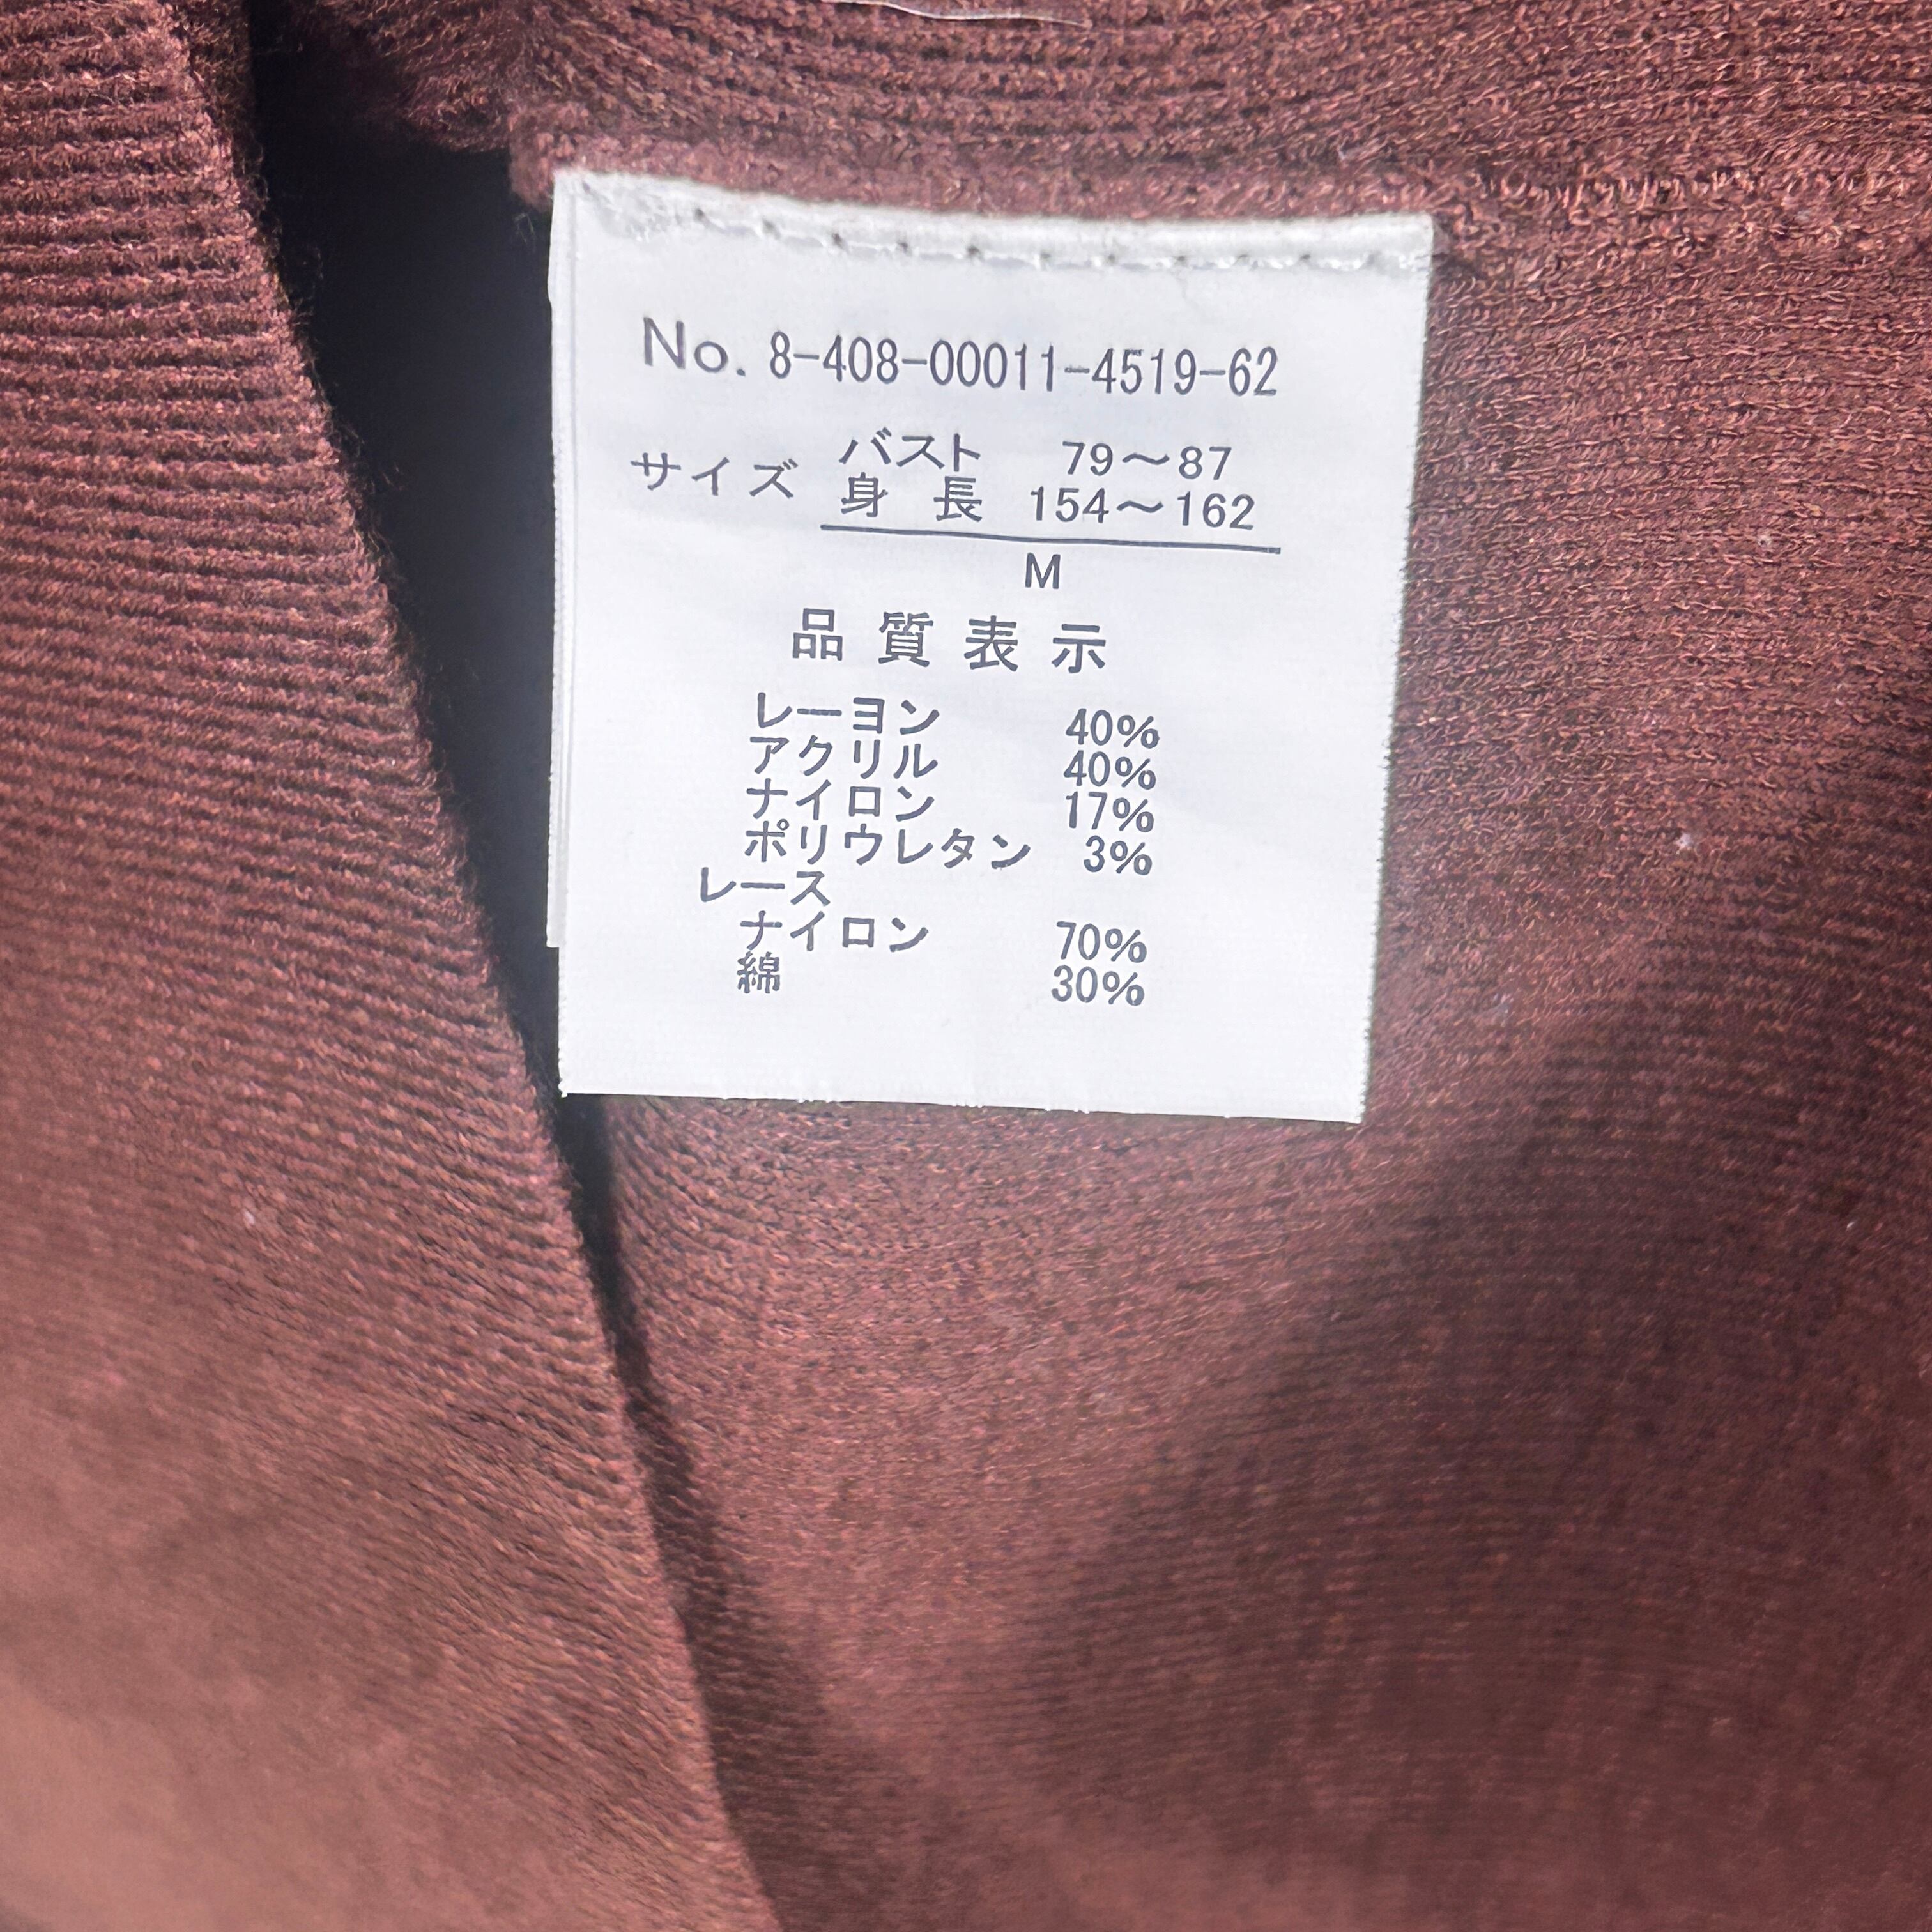 No. 8-408-00011-4519-62
サイズ バスト 79～87
身 長 154～162
M
品質表示
レーヨン 40%
アクリル 40%
ナイロン 17%
ポリウレタン 3%
レース
ナイロン 70%
綿 30%